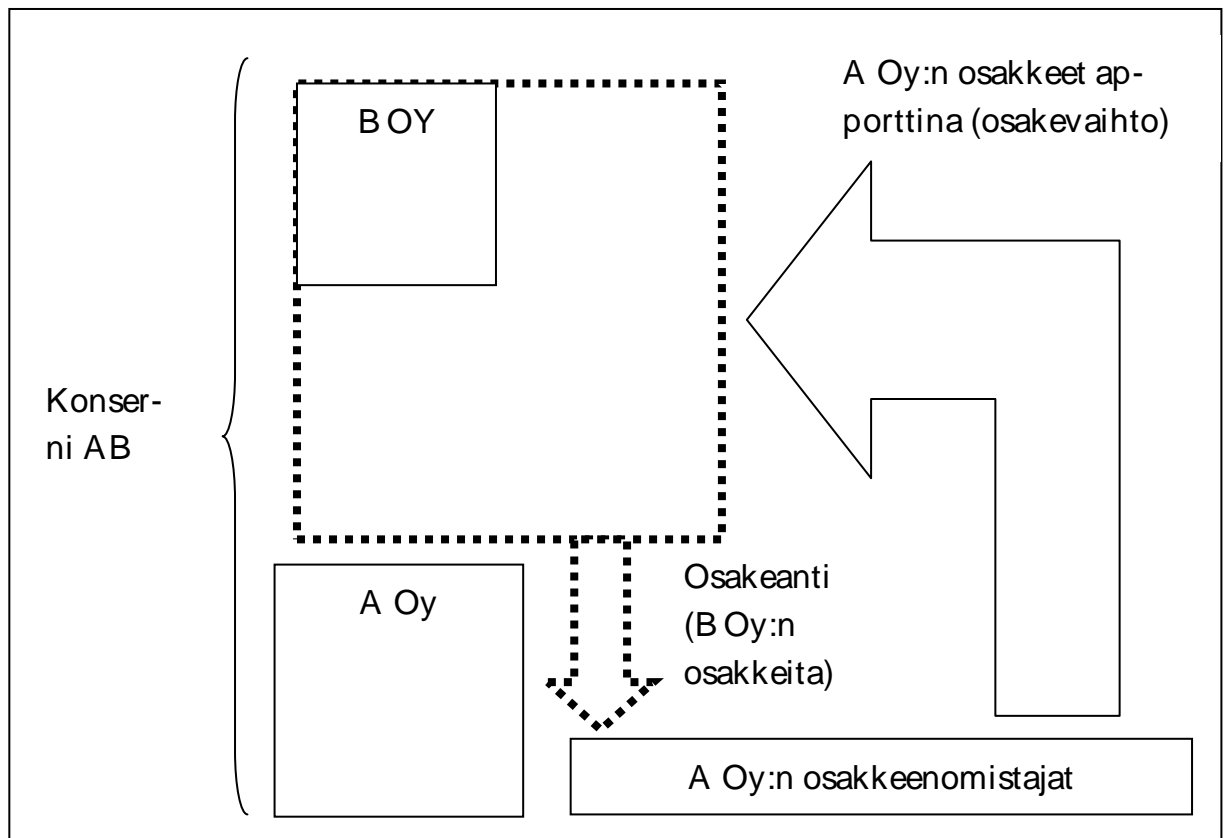 A Oy:n osakkeet ap-
porttina (osakevaihto)
B OY
Konser-
ni AB
A Oy
Osakeanti
(B Oy:n
osakkeita)
A Oy:n osakkeenomistajat